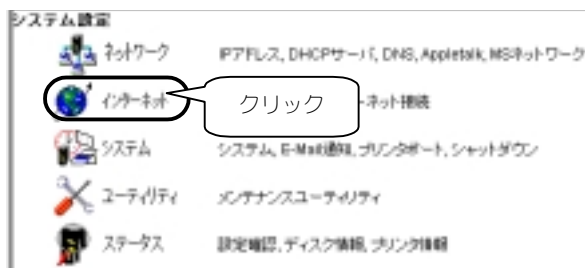 システム設定
ネットワーク IPアドレス, DHCPサーバ, DNS, Appletalk, MSネットワーク
インターネット クリック ーネット接続
システム システム, E-Mail通知, プリンタポート, シャットダウン
ユーティリティ メンテナンスユーティリティ
ステータス 設定確認, ディスク情報, プリンタ情報